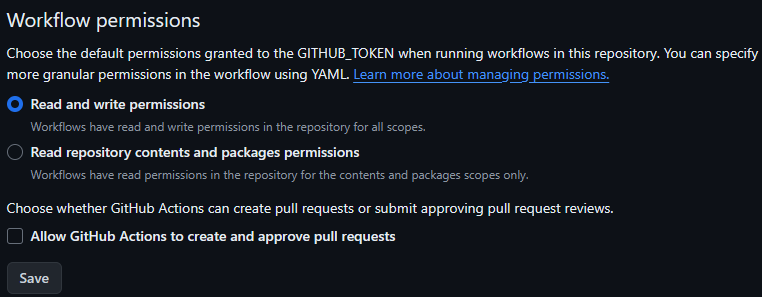 Workflow permissions
Choose the default permissions granted to the GITHUB_TOKEN when running workflows in this repository. You can specify
more granular permissions in the workflow using YAML. Learn more about managing permissions.
Read and write permissions
Workflows have read and write permissions in the repository for all scopes.
Read repository contents and packages permissions
Workflows have read permissions in the repository for the contents and packages scopes only.
Choose whether GitHub Actions can create pull requests or submit approving pull request reviews.
Allow GitHub Actions to create and approve pull requests
Save